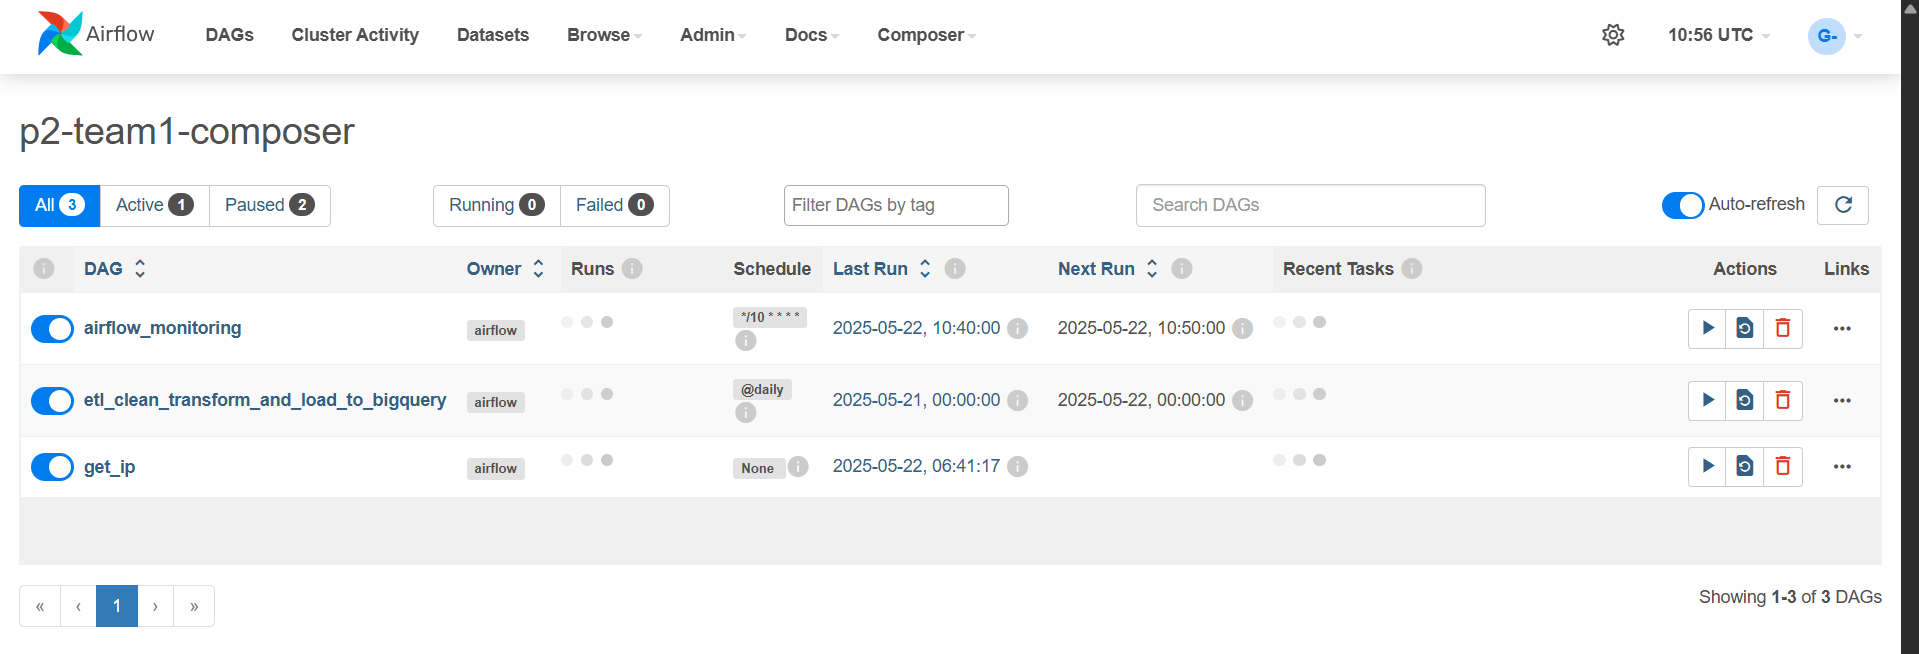 Airflow DAGs Cluster Activity Datasets Browse Admin Docs Composer 10:56 UTC G-
p2-team1-composer
All 3 Active 1 Paused 2 Running 0 Failed 0 Filter DAGs by tag Search DAGs Auto-refresh
i DAG Owner Runs i Schedule Last Run i Next Run i Recent Tasks i Actions Links
airflow_monitoring airflow */10 * * * * i 2025-05-22, 10:40:00 i 2025-05-22, 10:50:00 i
etl_clean_transform_and_load_to_bigquery airflow @daily i 2025-05-21, 00:00:00 i 2025-05-22, 00:00:00 i
get_ip airflow None i 2025-05-22, 06:41:17 i
« ‹ 1 › » Showing 1-3 of 3 DAGs